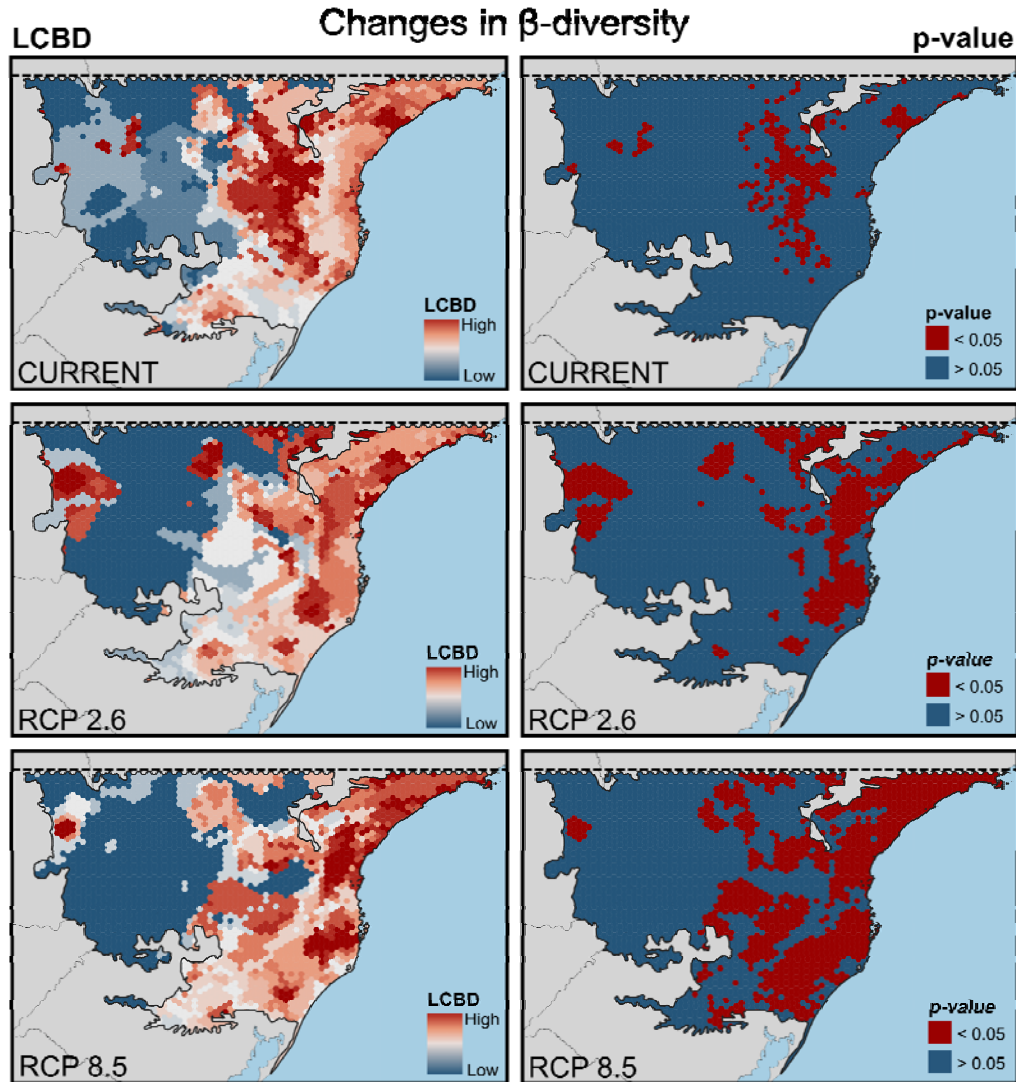 Changes in β-diversity
LCBD
p-value
LCBD
High
Low
CURRENT
p-value
< 0.05
> 0.05
CURRENT
LCBD
High
Low
RCP 2.6
p-value
< 0.05
> 0.05
RCP 2.6
LCBD
High
Low
RCP 8.5
p-value
< 0.05
> 0.05
RCP 8.5